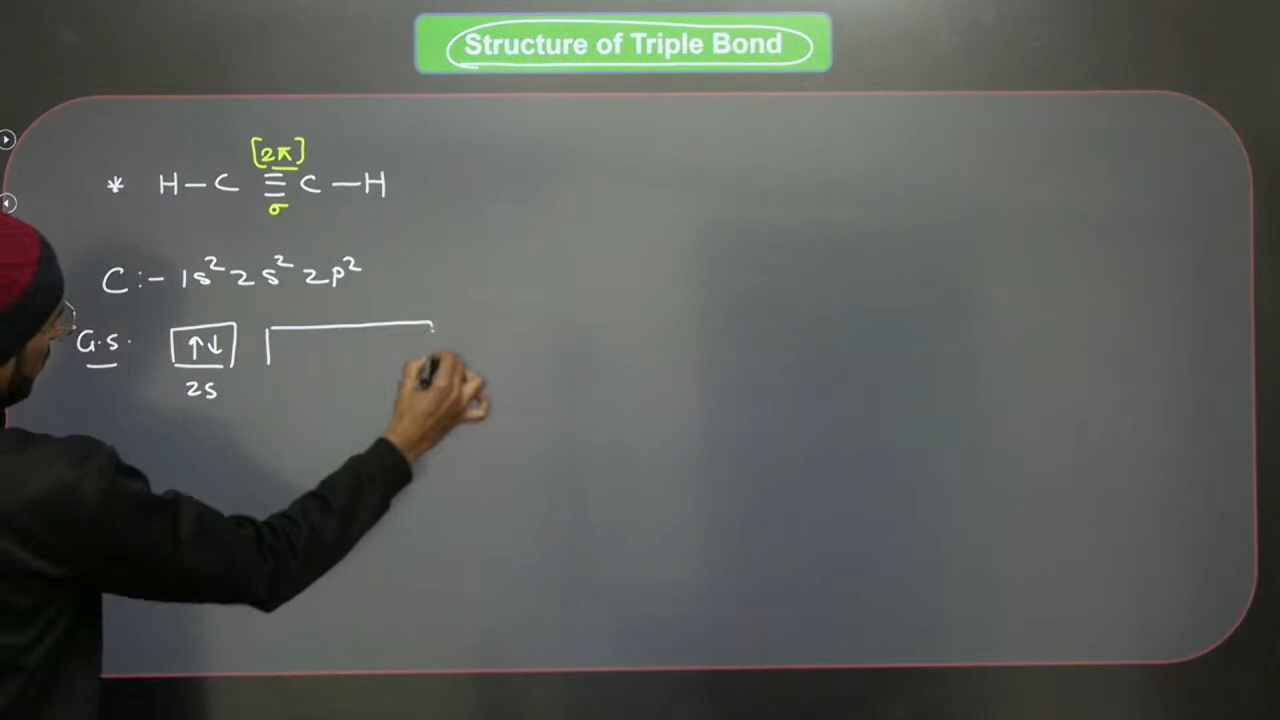 Structure of Triple Bond
[2π]
* H–C ≡ C–H
σ
C:– 1s² 2s² 2p²
G.S. ↑↓
2s